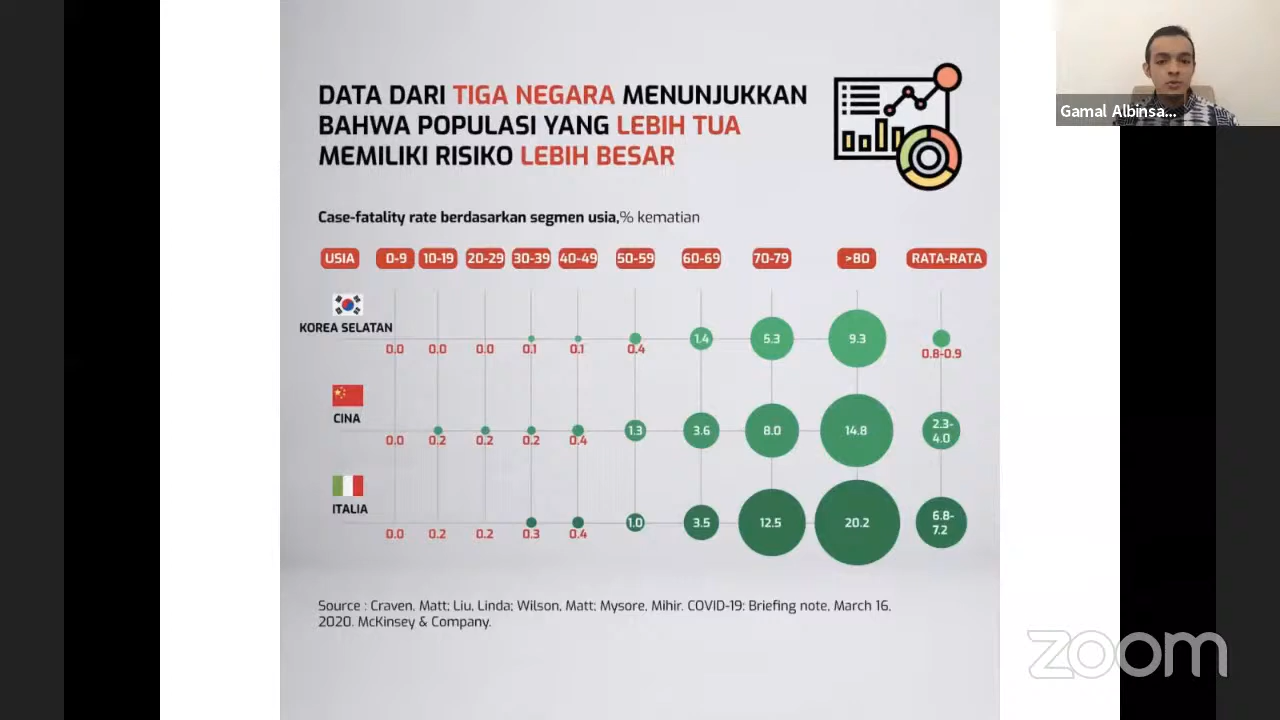 Gamal Albinsa...
DATA DARI TIGA NEGARA MENUNJUKKAN
BAHWA POPULASI YANG LEBIH TUA
MEMILIKI RISIKO LEBIH BESAR
Case-fatality rate berdasarkan segmen usia,% kematian
USIA 0-9 10-19 20-29 30-39 40-49 50-59 60-69 70-79 >80 RATA-RATA
KOREA SELATAN
0.0 0.0 0.0 0.1 0.1 0.4 1.4 5.3 9.3 0.8-0.9
CINA
0.0 0.2 0.2 0.2 0.4 1.3 3.6 8.0 14.8 2.3-
4.0
ITALIA
0.0 0.2 0.2 0.3 0.4 1.0 3.5 12.5 20.2 6.8-
7.2
Source : Craven, Matt; Liu, Linda; Wilson, Matt; Mysore, Mihir. COVID-19: Briefing note, March 16,
2020. McKinsey & Company.
zoom